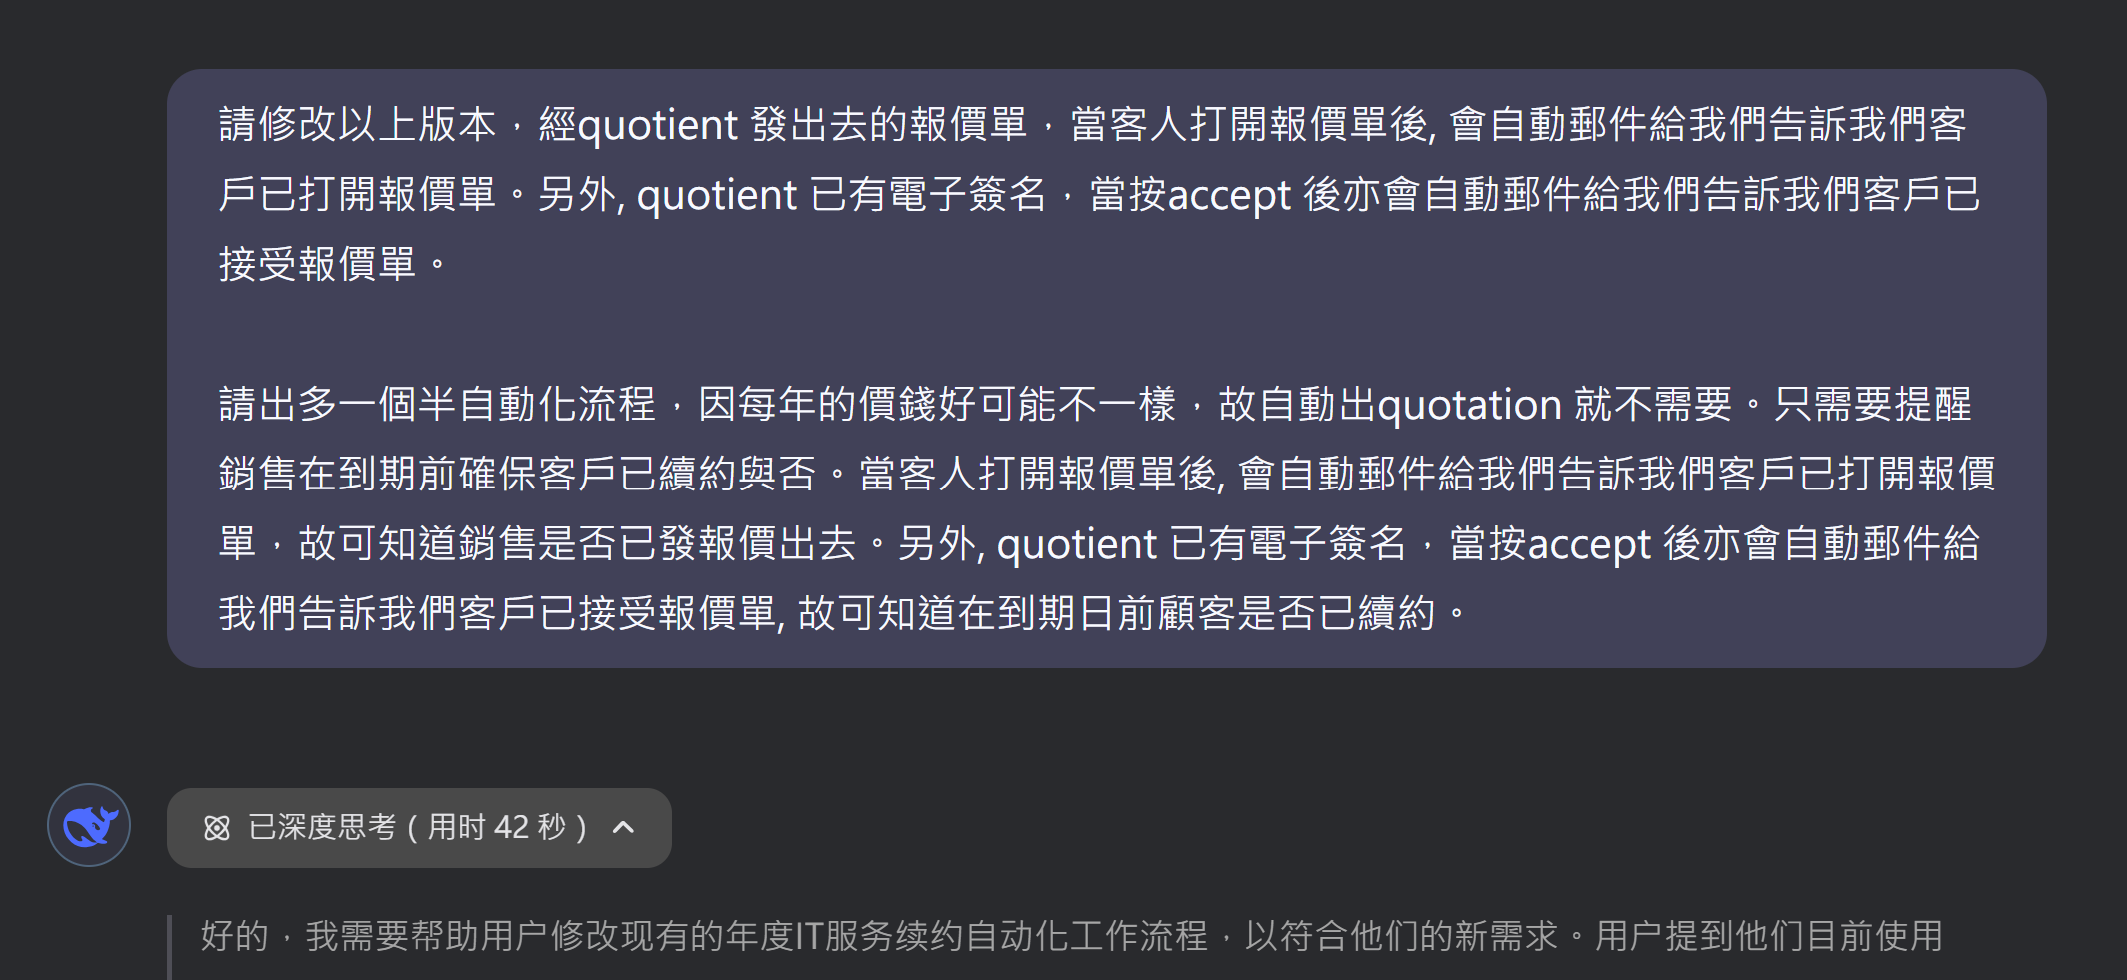 請修改以上版本，經quotient 發出去的報價單，當客人打開報價單後, 會自動郵件給我們告訴我們客
戶已打開報價單。另外, quotient 已有電子簽名，當按accept 後亦會自動郵件給我們告訴我們客戶已
接受報價單。
請出多一個半自動化流程，因每年的價錢好可能不一樣，故自動出quotation 就不需要。只需要提醒
銷售在到期前確保客戶已續約與否。當客人打開報價單後, 會自動郵件給我們告訴我們客戶已打開報價
單，故可知道銷售是否已發報價出去。另外, quotient 已有電子簽名，當按accept 後亦會自動郵件給
我們告訴我們客戶已接受報價單, 故可知道在到期日前顧客是否已續約。
已深度思考（用时 42 秒）
好的，我需要帮助用户修改现有的年度IT服务续约自动化工作流程，以符合他们的新需求。用户提到他们目前使用